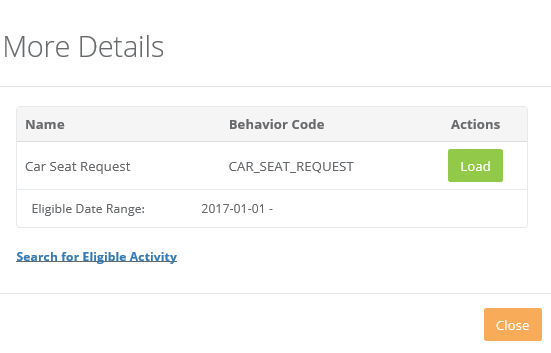 More Details
Name Behavior Code Actions
Car Seat Request CAR_SEAT_REQUEST Load
Eligible Date Range: 2017-01-01 -
Search for Eligible Activity
Close